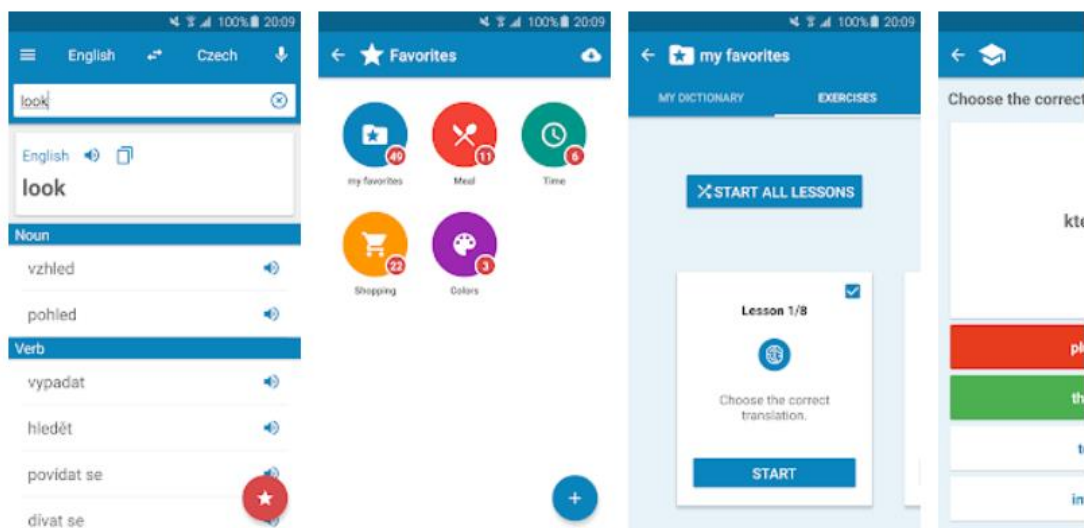 100% 20:09
English Czech
look
English
look
Noun
vzhled
pohled
Verb
vypadat
hledět
povídat se
dívat se
100% 20:09
Favorites
49
11
6
my favorites
Meal
Time
22
3
Shopping
Colors
+
100% 20:09
my favorites
MY DICTIONARY
EXERCISES
START ALL LESSONS
Lesson 1/8
Choose the correct
translation.
START
Choose the correct